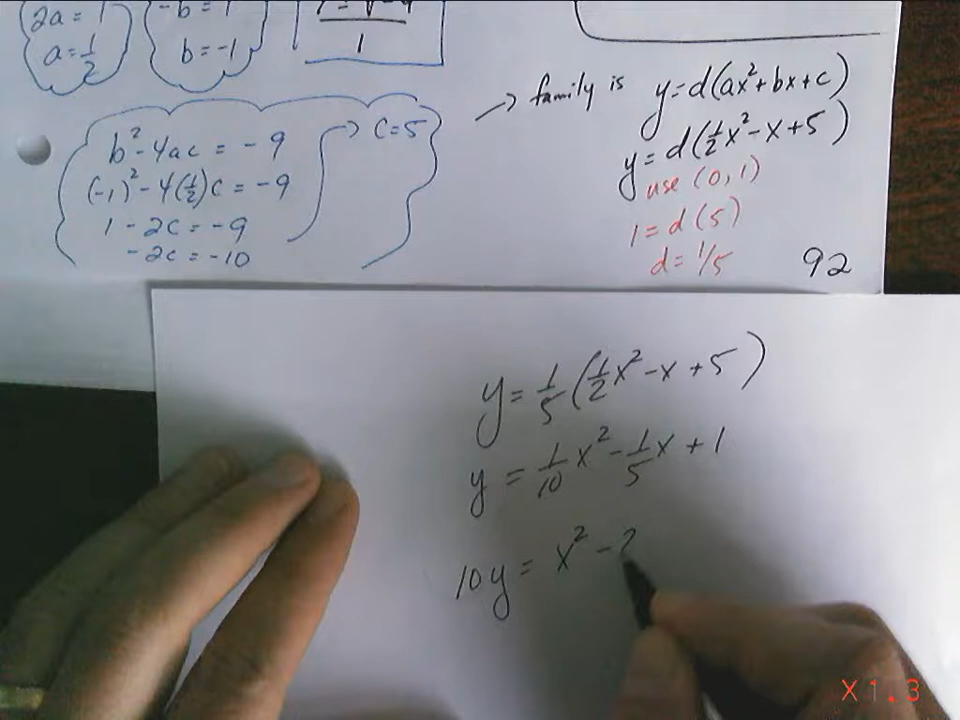 2a = 1
a = 1/2
-b = 1
b = -1
1
b² - 4ac = -9
(-1)² - 4(1/2)c = -9
1 - 2c = -9
-2c = -10
→ c = 5
→ family is y = d(ax² + bx + c)
y = d(1/2x² - x + 5)
use (0, 1)
1 = d(5)
d = 1/5
92
y = 1/5(1/2x² - x + 5)
y = 1/10x² - 1/5x + 1
10y = x² - 2
X1.3